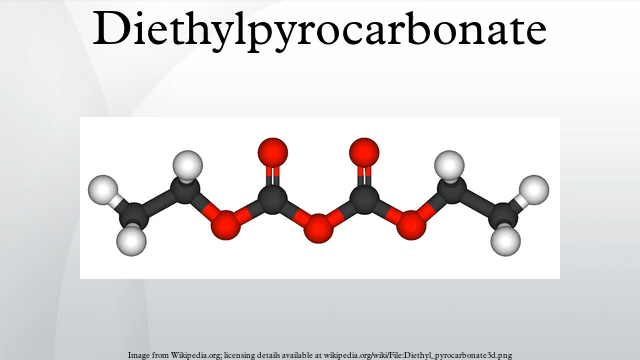 Diethylpyrocarbonate
Image from Wikipedia.org; licensing details available at wikipedia.org/wiki/File:Diethyl_pyrocarbonate3d.png